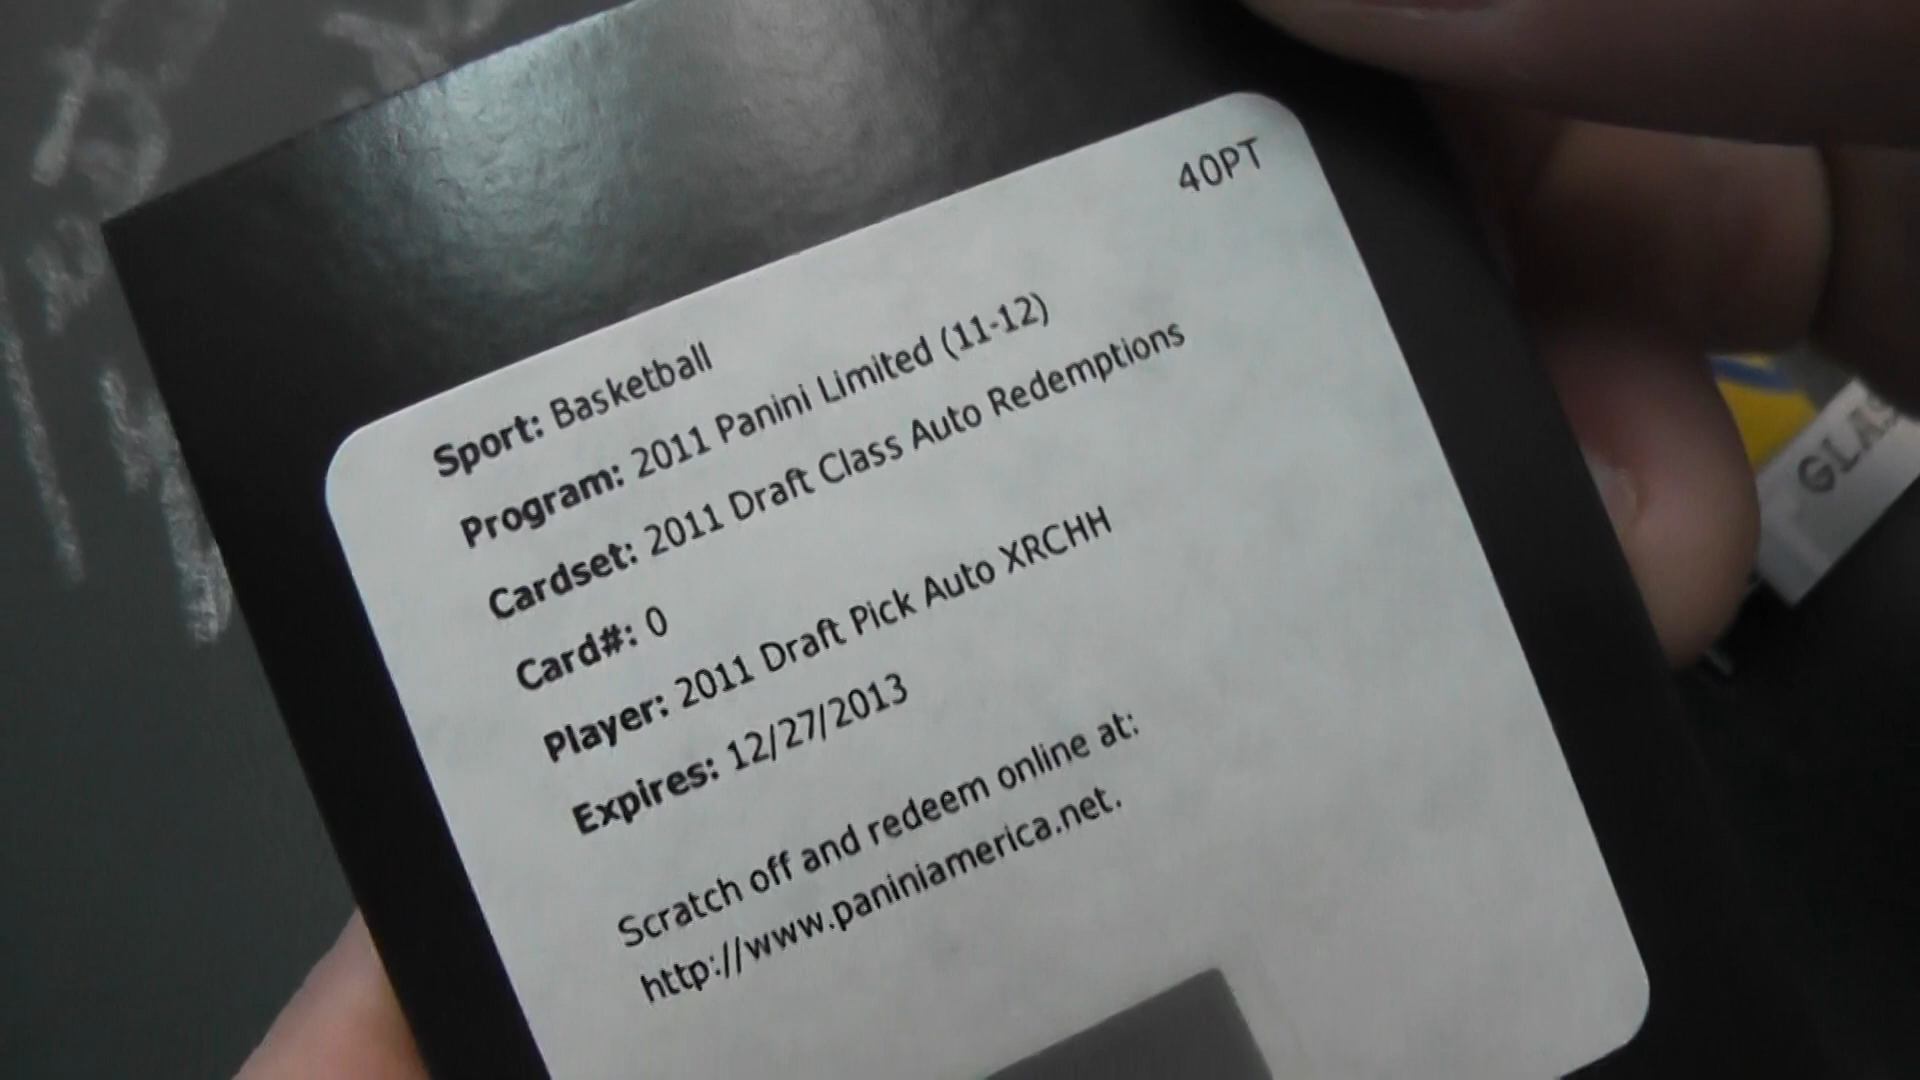 40PT
Sport: Basketball
Program: 2011 Panini Limited (11-12)
Cardset: 2011 Draft Class Auto Redemptions
Card#: 0
Player: 2011 Draft Pick Auto XRCHH
Expires: 12/27/2013
Scratch off and redeem online at:
http://www.paniniamerica.net.